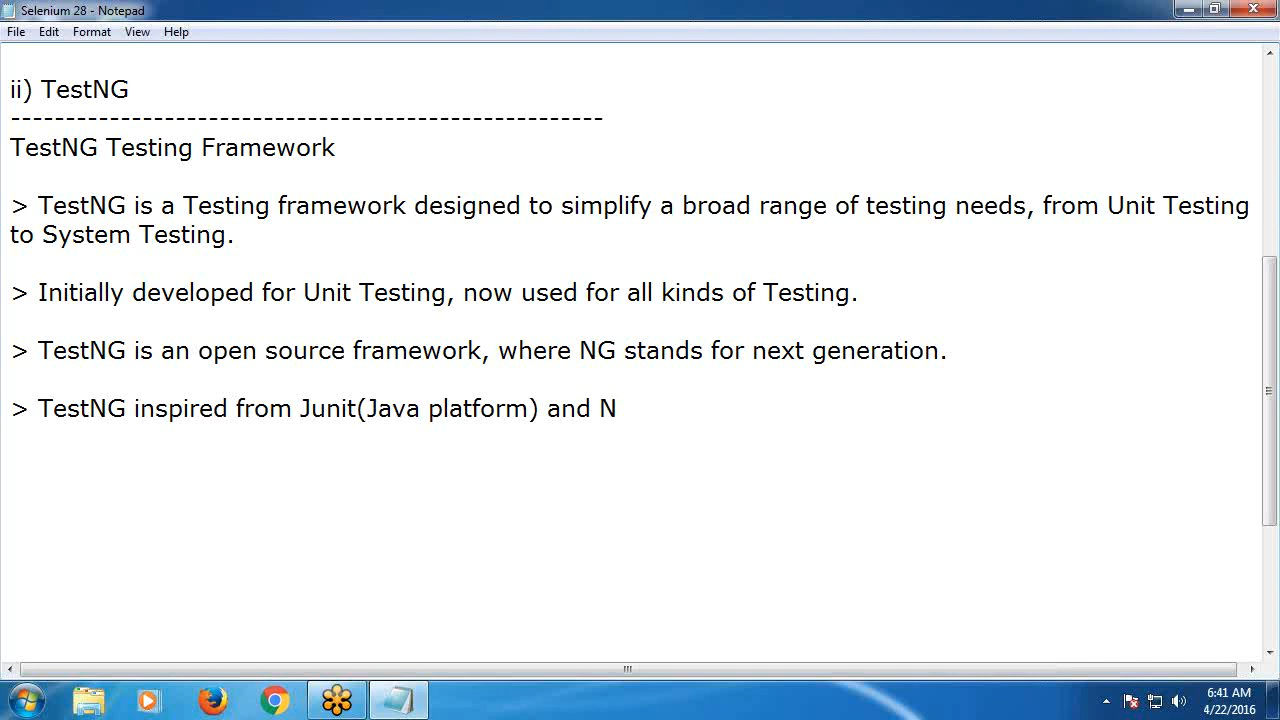 Selenium 28 - Notepad
File Edit Format View Help
ii) TestNG
-----------------------------------------------------
TestNG Testing Framework
> TestNG is a Testing framework designed to simplify a broad range of testing needs, from Unit Testing
to System Testing.
> Initially developed for Unit Testing, now used for all kinds of Testing.
> TestNG is an open source framework, where NG stands for next generation.
> TestNG inspired from Junit(Java platform) and N
6:41 AM
4/22/2016